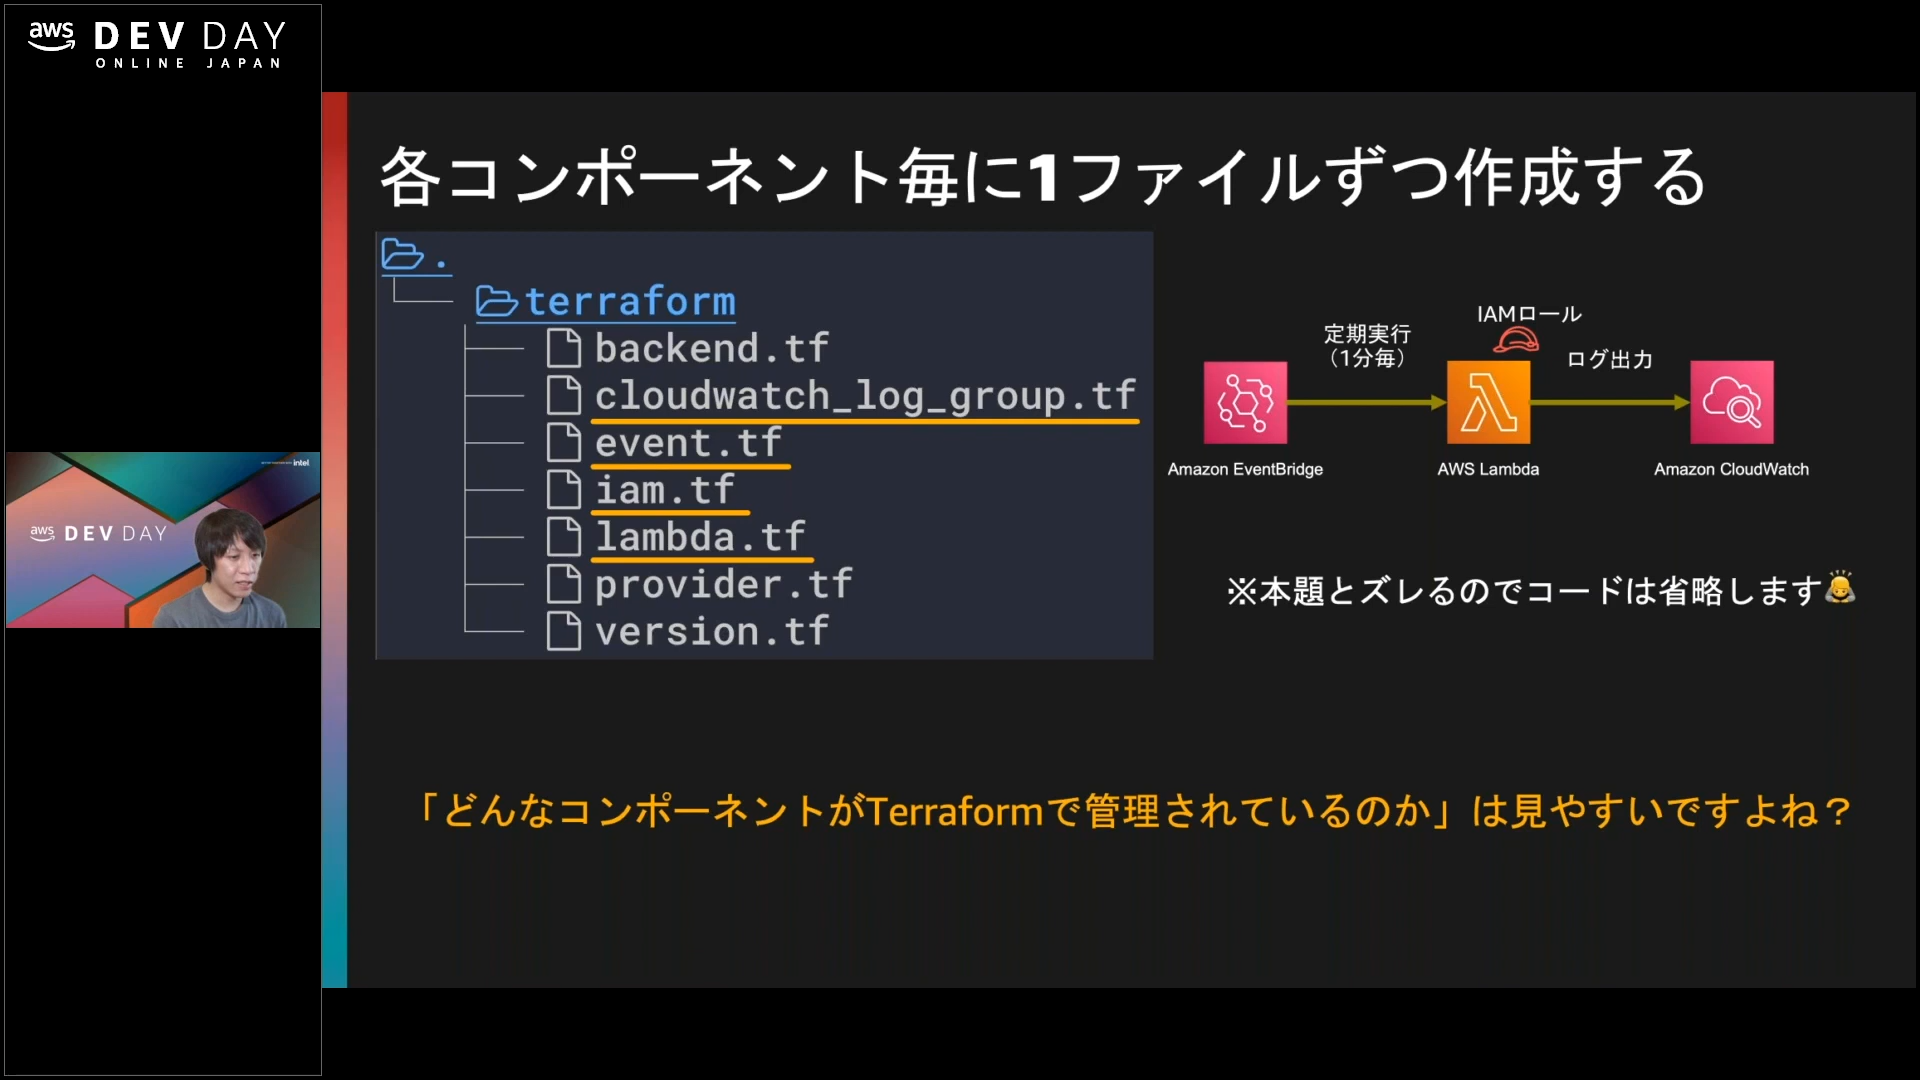 aws DEV DAY
ONLINE JAPAN
各コンポーネント毎に1ファイルずつ作成する
.
terraform
backend.tf
cloudwatch_log_group.tf
event.tf
iam.tf
lambda.tf
provider.tf
version.tf
IAMロール
定期実行
（1分毎）
ログ出力
Amazon EventBridge
AWS Lambda
Amazon CloudWatch
※本題とズレるのでコードは省略します🙇
「どんなコンポーネントがTerraformで管理されているのか」は見やすいですよね？
intel
aws DEV DAY